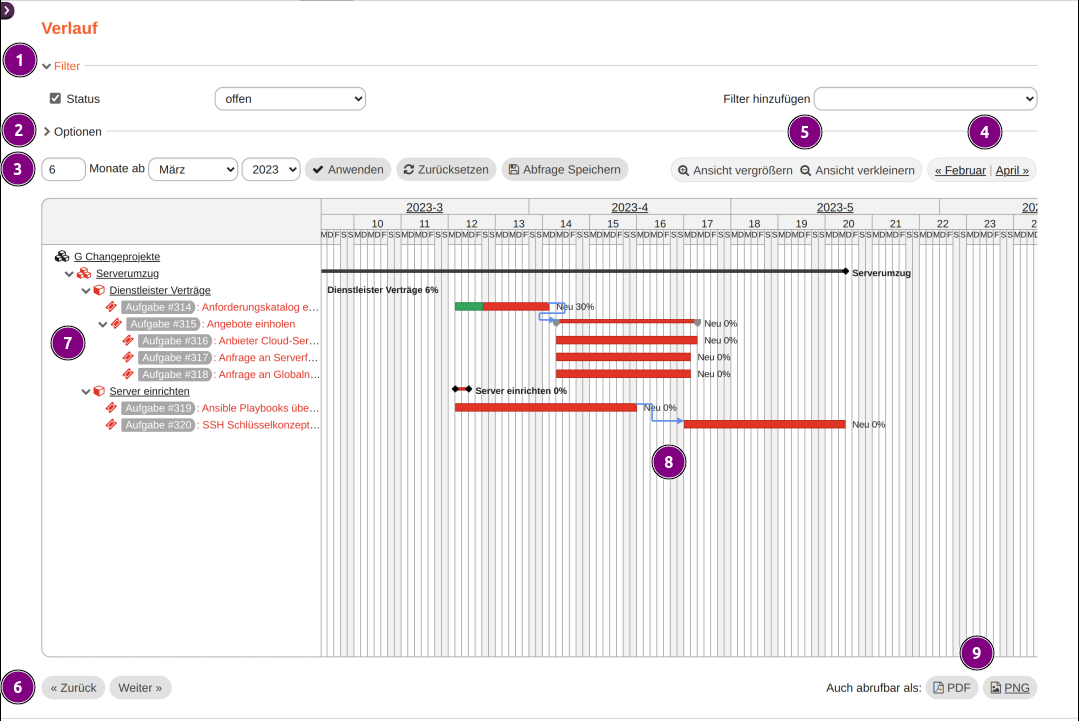 Verlauf
1
Filter
Status
offen
Filter hinzufügen
2
Optionen
5
4
3
6
Monate ab
März
2023
Anwenden
Zurücksetzen
Abfrage Speichern
Ansicht vergrößern
Ansicht verkleinern
« Februar | April »
2023-3
2023-4
2023-5
202
10 11 12 13 14 15 16 17 18 19 20 21 22 23 2
MDFSSMDMDFSSMDMDFSSMDMDFSSMDMDFSSMDMDFSSMDMDFSSMDMDFSSMDMDFSSMDMDFSSMDMDFSSMDMDFSSMDMDFSSMDMDFSSMDMDFSSMD
G Changeprojekte
Serverumzug
Serverumzug
Dienstleister Verträge
Dienstleister Verträge 6%
Aufgabe #314 : Anforderungskatalog e...
Neu 30%
Aufgabe #315 : Angebote einholen
Neu 0%
7
Aufgabe #316 : Anbieter Cloud-Ser...
Neu 0%
Aufgabe #317 : Anfrage an Serverf...
Neu 0%
Aufgabe #318 : Anfrage an Globaln...
Neu 0%
Server einrichten
Server einrichten 0%
Aufgabe #319 : Ansible Playbooks übe...
Neu 0%
Aufgabe #320 : SSH Schlüsselkonzept...
Neu 0%
8
9
6
« Zurück
Weiter »
Auch abrufbar als:
PDF
PNG